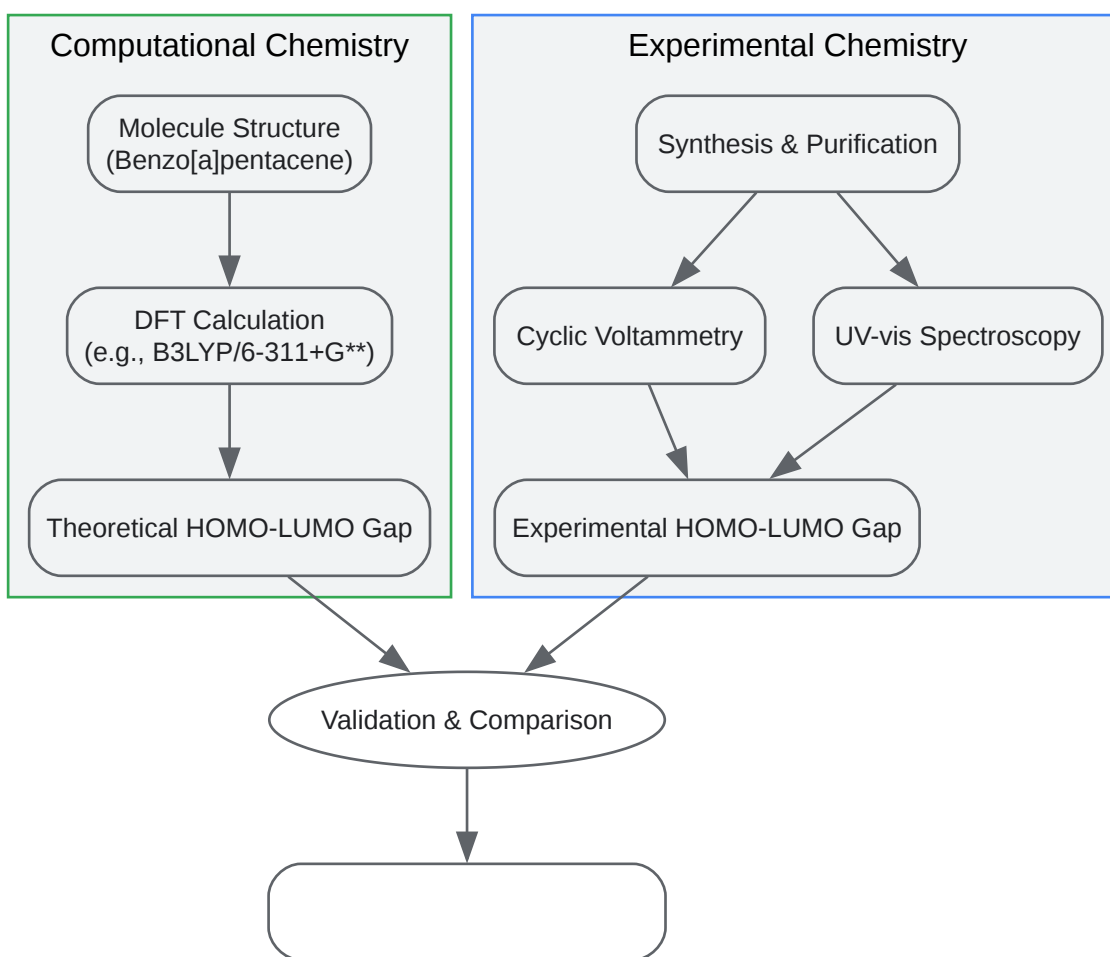 Computational Chemistry
Molecule Structure
(Benzo[a]pentacene)
DFT Calculation
(e.g., B3LYP/6-311+G**)
Theoretical HOMO-LUMO Gap
Experimental Chemistry
Synthesis & Purification
Cyclic Voltammetry
UV-vis Spectroscopy
Experimental HOMO-LUMO Gap
Validation & Comparison